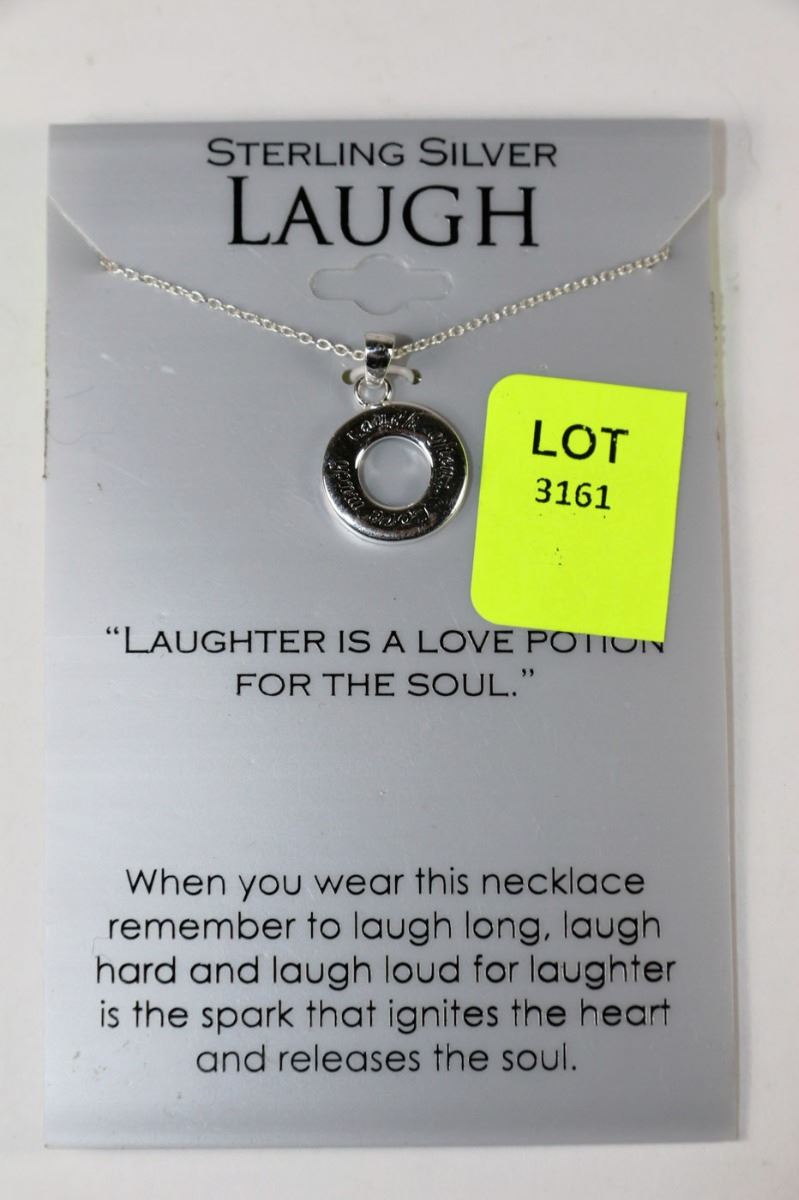 STERLING SILVER
LAUGH
LOT
3161
“LAUGHTER IS A LOVE POTION
FOR THE SOUL.”
When you wear this necklace
remember to laugh long, laugh
hard and laugh loud for laughter
is the spark that ignites the heart
and releases the soul.